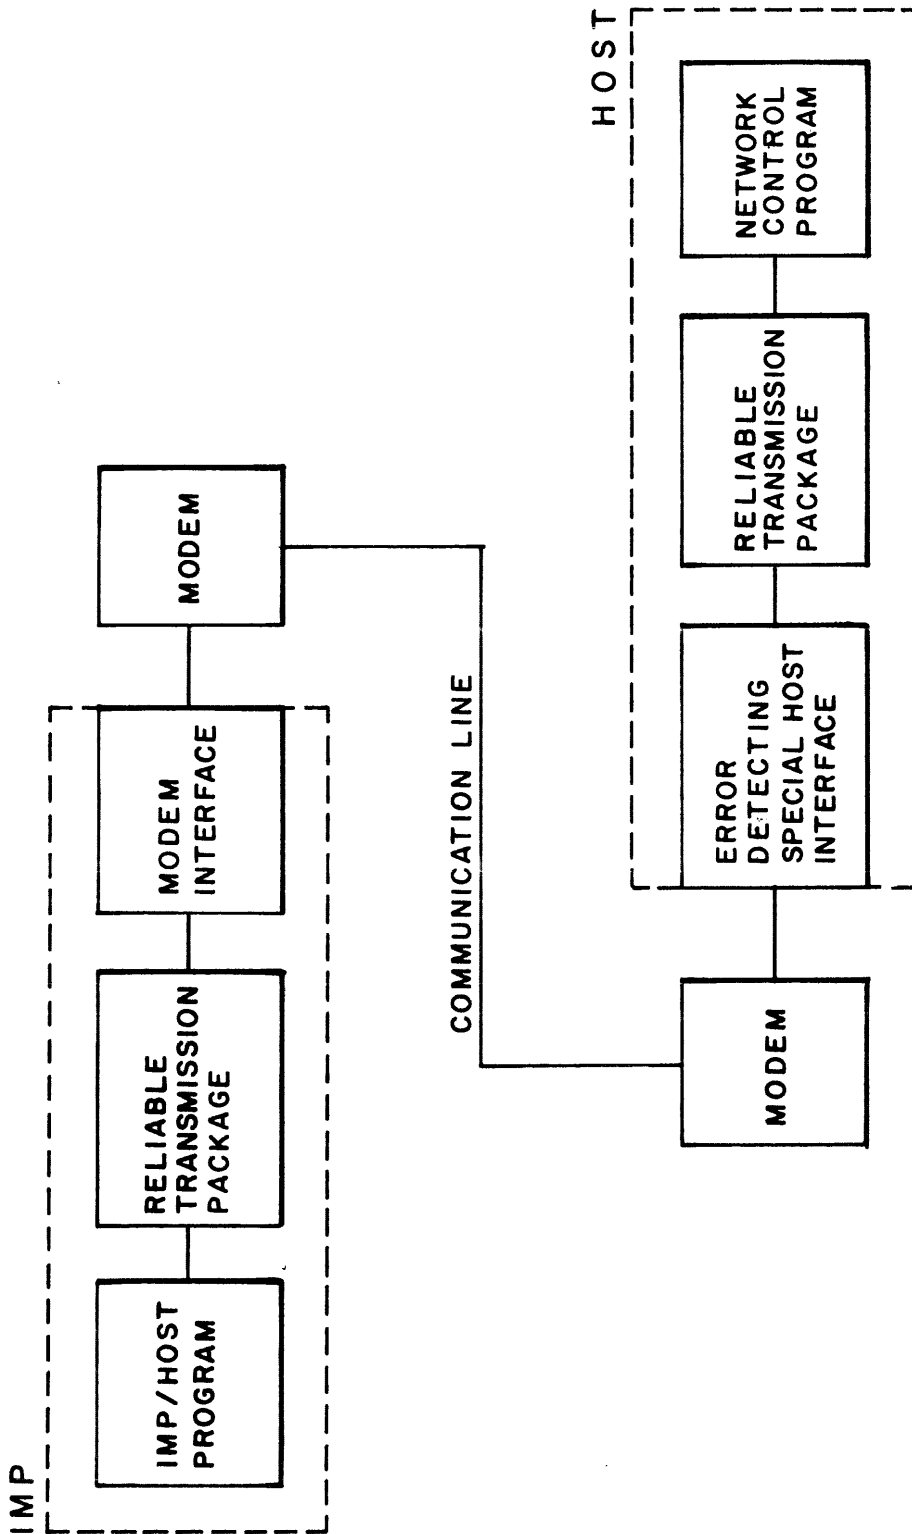 IMP
IMP/HOST
PROGRAM
RELIABLE
TRANSMISSION
PACKAGE
MODEM
INTERFACE
MODEM
COMMUNICATION LINE
HOST
MODEM
ERROR
DETECTING
SPECIAL HOST
INTERFACE
RELIABLE
TRANSMISSION
PACKAGE
NETWORK
CONTROL
PROGRAM